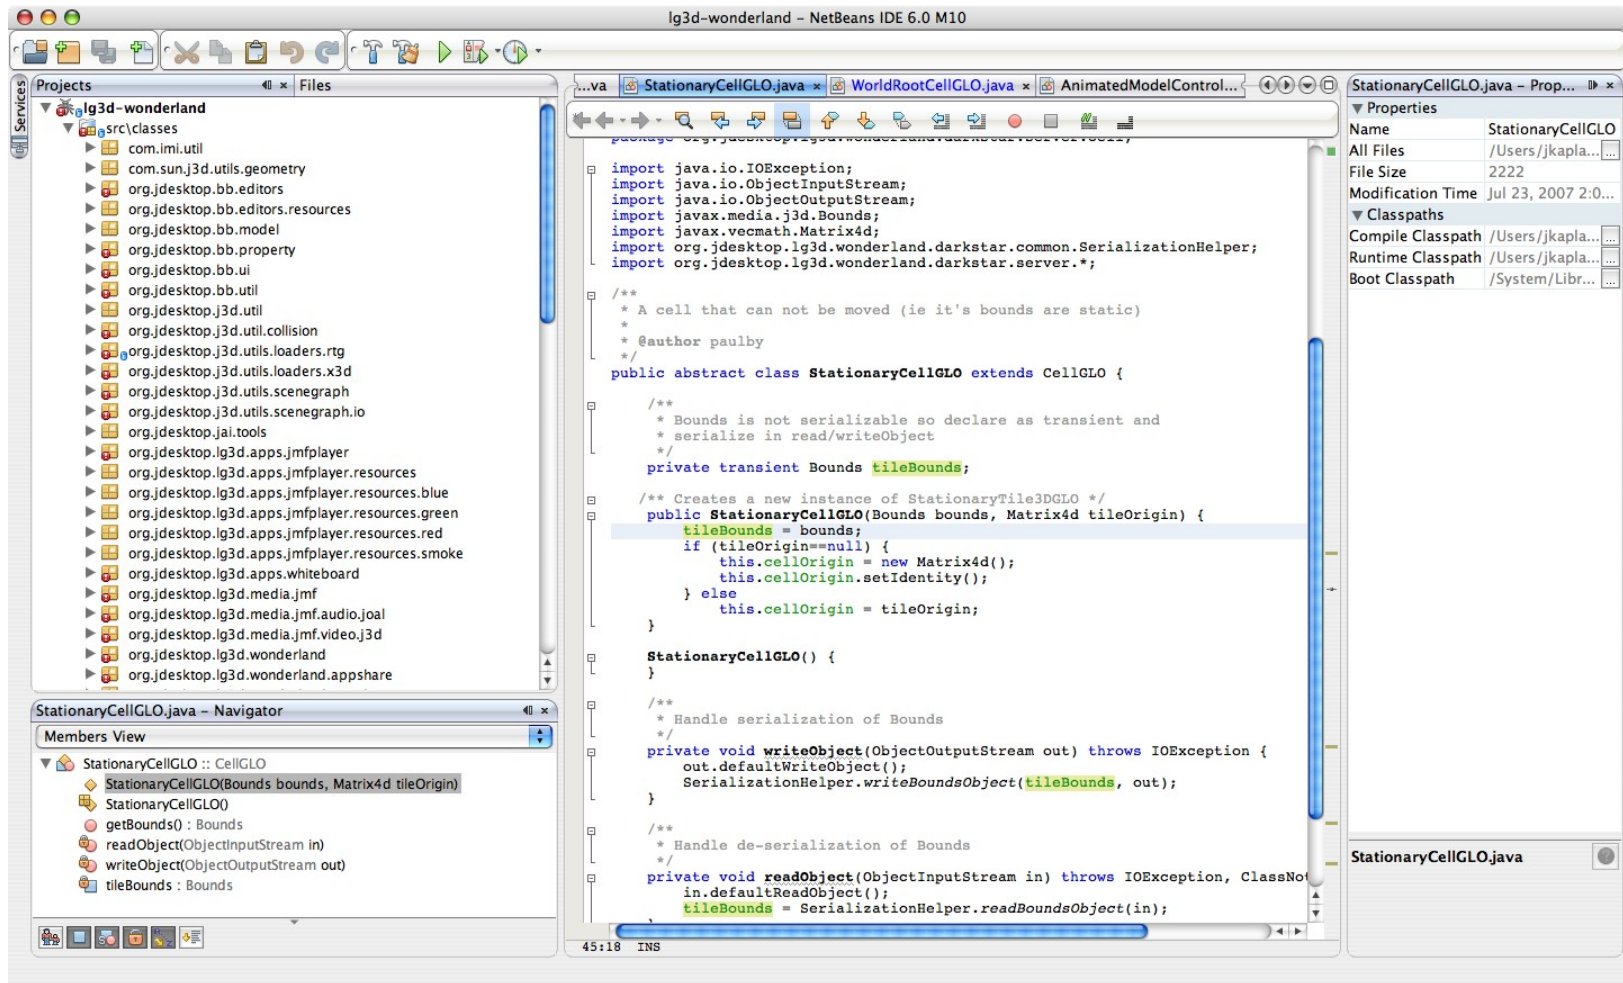 lg3d-wonderland – NetBeans IDE 6.0 M10
Services
Projects
Files
lg3d-wonderland
src\classes
com.imi.util
com.sun.j3d.utils.geometry
org.jdesktop.bb.editors
org.jdesktop.bb.editors.resources
org.jdesktop.bb.model
org.jdesktop.bb.property
org.jdesktop.bb.ui
org.jdesktop.bb.util
org.jdesktop.j3d.util
org.jdesktop.j3d.util.collision
org.jdesktop.j3d.utils.loaders.rtg
org.jdesktop.j3d.utils.loaders.x3d
org.jdesktop.j3d.utils.scenegraph
org.jdesktop.j3d.utils.scenegraph.io
org.jdesktop.jai.tools
org.jdesktop.lg3d.apps.jmfplayer
org.jdesktop.lg3d.apps.jmfplayer.resources
org.jdesktop.lg3d.apps.jmfplayer.resources.blue
org.jdesktop.lg3d.apps.jmfplayer.resources.green
org.jdesktop.lg3d.apps.jmfplayer.resources.red
org.jdesktop.lg3d.apps.jmfplayer.resources.smoke
org.jdesktop.lg3d.apps.whiteboard
org.jdesktop.lg3d.media.jmf
org.jdesktop.lg3d.media.jmf.audio.joal
org.jdesktop.lg3d.media.jmf.video.j3d
org.jdesktop.lg3d.wonderland
org.jdesktop.lg3d.wonderland.appshare
StationaryCellGLO.java – Navigator
Members View
StationaryCellGLO :: CellGLO
StationaryCellGLO(Bounds bounds, Matrix4d tileOrigin)
StationaryCellGLO()
getBounds() : Bounds
readObject(ObjectInputStream in)
writeObject(ObjectOutputStream out)
tileBounds : Bounds
...va StationaryCellGLO.java × WorldRootCellGLO.java × AnimatedModelControl...
import java.io.IOException;
import java.io.ObjectInputStream;
import java.io.ObjectOutputStream;
import javax.media.j3d.Bounds;
import javax.vecmath.Matrix4d;
import org.jdesktop.lg3d.wonderland.darkstar.common.SerializationHelper;
import org.jdesktop.lg3d.wonderland.darkstar.server.*;
/**
* A cell that can not be moved (ie it's bounds are static)
*
* @author paulby
*/
public abstract class StationaryCellGLO extends CellGLO {
/**
* Bounds is not serializable so declare as transient and
* serialize in read/writeObject
*/
private transient Bounds tileBounds;
/** Creates a new instance of StationaryTile3DGLO */
public StationaryCellGLO(Bounds bounds, Matrix4d tileOrigin) {
tileBounds = bounds;
if (tileOrigin==null) {
this.cellOrigin = new Matrix4d();
this.cellOrigin.setIdentity();
} else
this.cellOrigin = tileOrigin;
}
StationaryCellGLO() {
}
/**
* Handle serialization of Bounds
*/
private void writeObject(ObjectOutputStream out) throws IOException {
out.defaultWriteObject();
SerializationHelper.writeBoundsObject(tileBounds, out);
}
/**
* Handle de-serialization of Bounds
*/
private void readObject(ObjectInputStream in) throws IOException, ClassNo
in.defaultReadObject();
tileBounds = SerializationHelper.readBoundsObject(in);
45:18 INS
StationaryCellGLO.java – Prop...
Properties
Name StationaryCellGLO
All Files /Users/jkapla... ...
File Size 2222
Modification Time Jul 23, 2007 2:0...
Classpaths
Compile Classpath /Users/jkapla... ...
Runtime Classpath /Users/jkapla... ...
Boot Classpath /System/Libr... ...
StationaryCellGLO.java